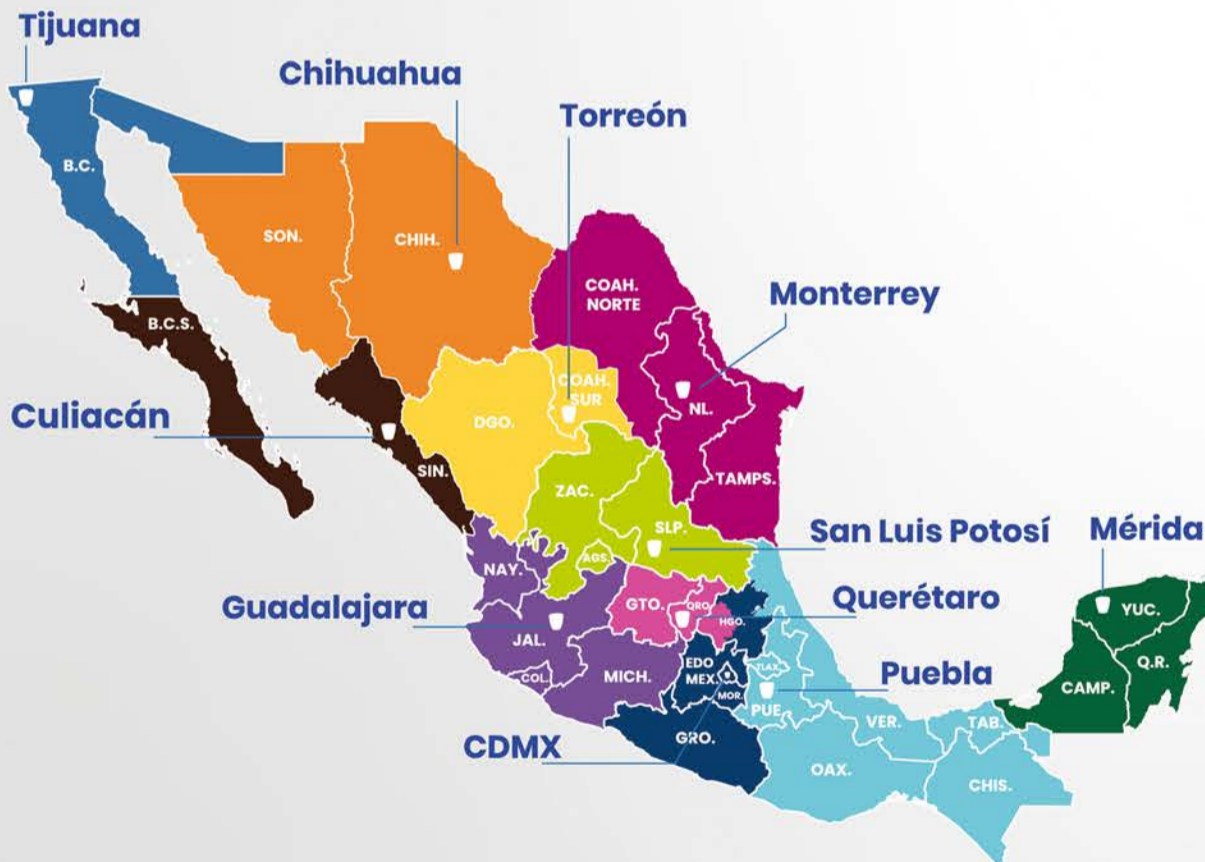 Tijuana
Chihuahua
Torreón
B.C.
SON.
CHIH.
COAH.
NORTE
Monterrey
B.C.S.
COAH.
SUR
NL.
Culiacán
DGO.
SIN.
ZAC.
TAMPS.
SLP.
San Luis Potosí
Mérida
AGS.
NAY.
Guadalajara
GTO.
QRO.
Querétaro
YUC.
JAL.
HGO.
Q.R.
EDO
MEX.
TLAX.
COL.
MICH.
Puebla
CAMP.
MOR.
PUE.
VER.
TAB.
CDMX
GRO.
OAX.
CHIS.